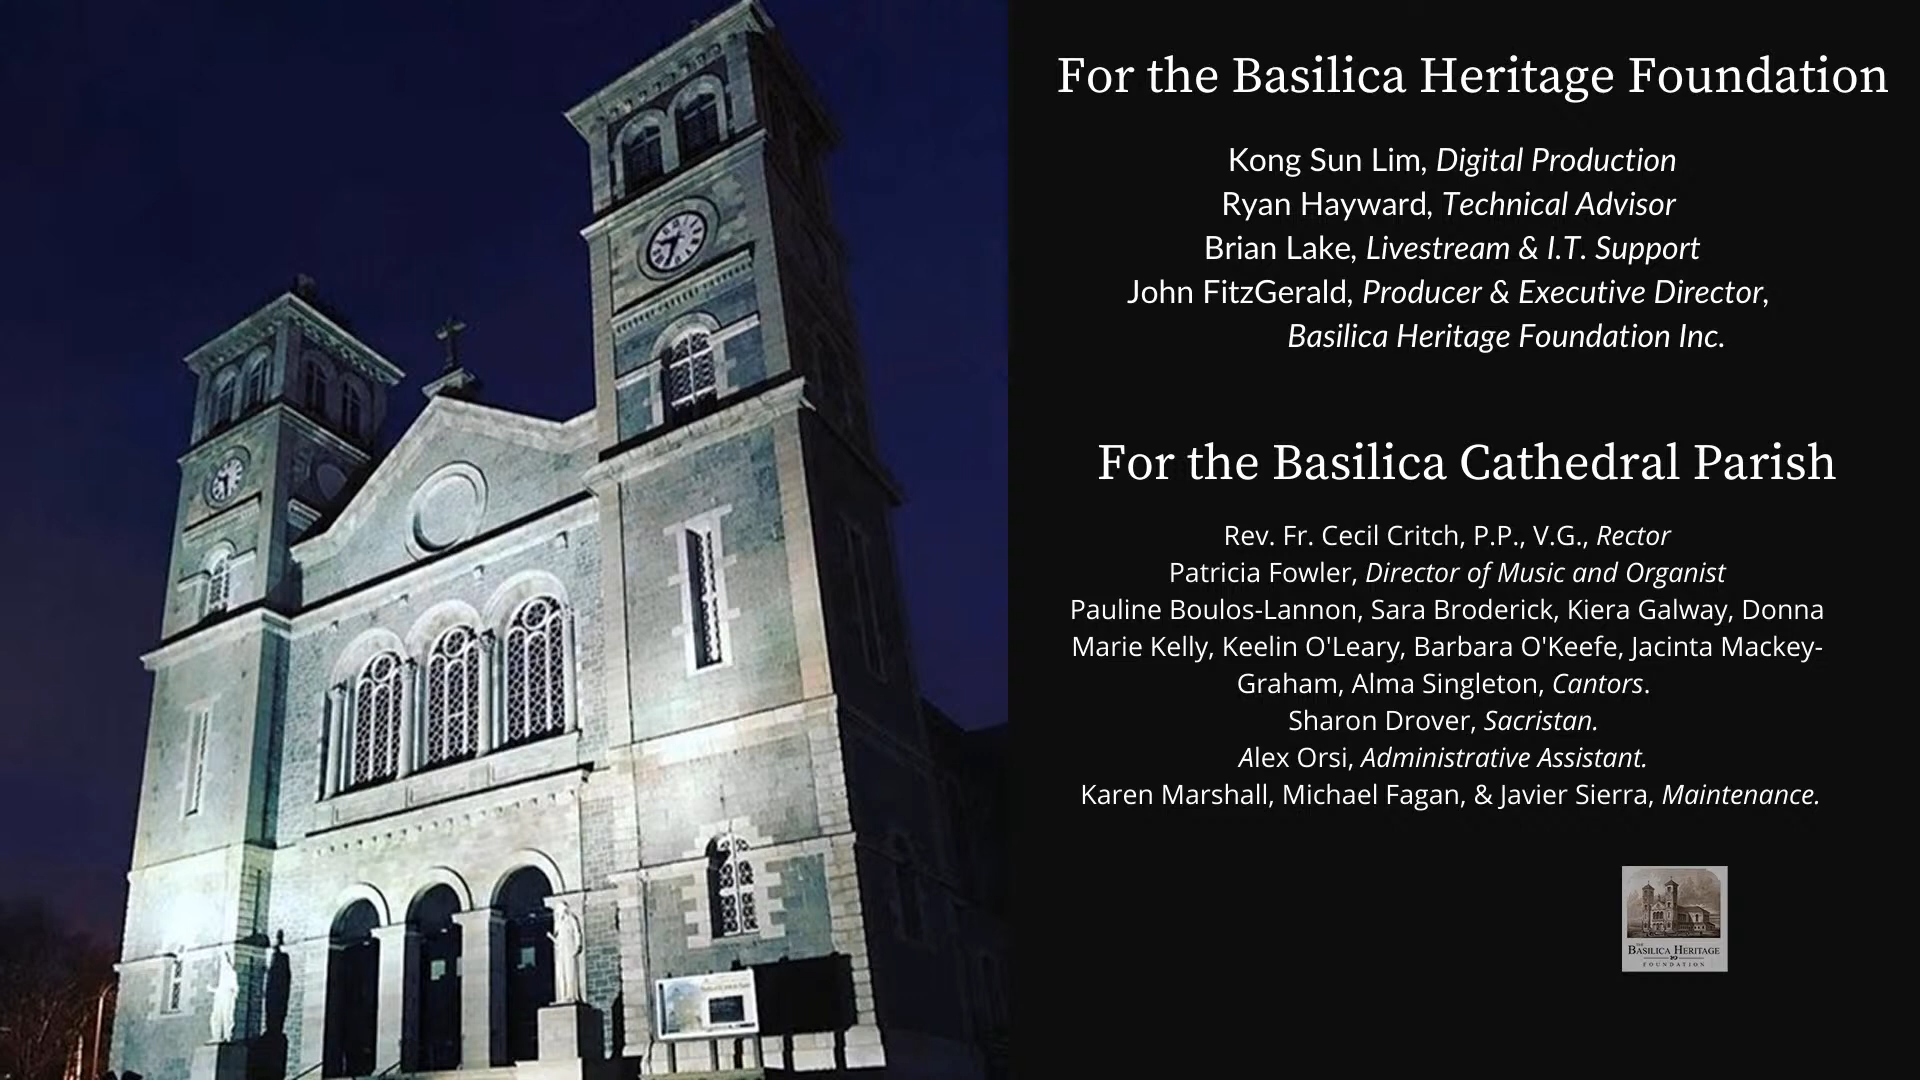 For the Basilica Heritage Foundation
Kong Sun Lim, Digital Production
Ryan Hayward, Technical Advisor
Brian Lake, Livestream & I.T. Support
John FitzGerald, Producer & Executive Director,
Basilica Heritage Foundation Inc.
For the Basilica Cathedral Parish
Rev. Fr. Cecil Critch, P.P., V.G., Rector
Patricia Fowler, Director of Music and Organist
Pauline Boulos-Lannon, Sara Broderick, Kiera Galway, Donna
Marie Kelly, Keelin O'Leary, Barbara O'Keefe, Jacinta Mackey-
Graham, Alma Singleton, Cantors.
Sharon Drover, Sacristan.
Alex Orsi, Administrative Assistant.
Karen Marshall, Michael Fagan, & Javier Sierra, Maintenance.
BASILICA HERITAGE
FOUNDATION